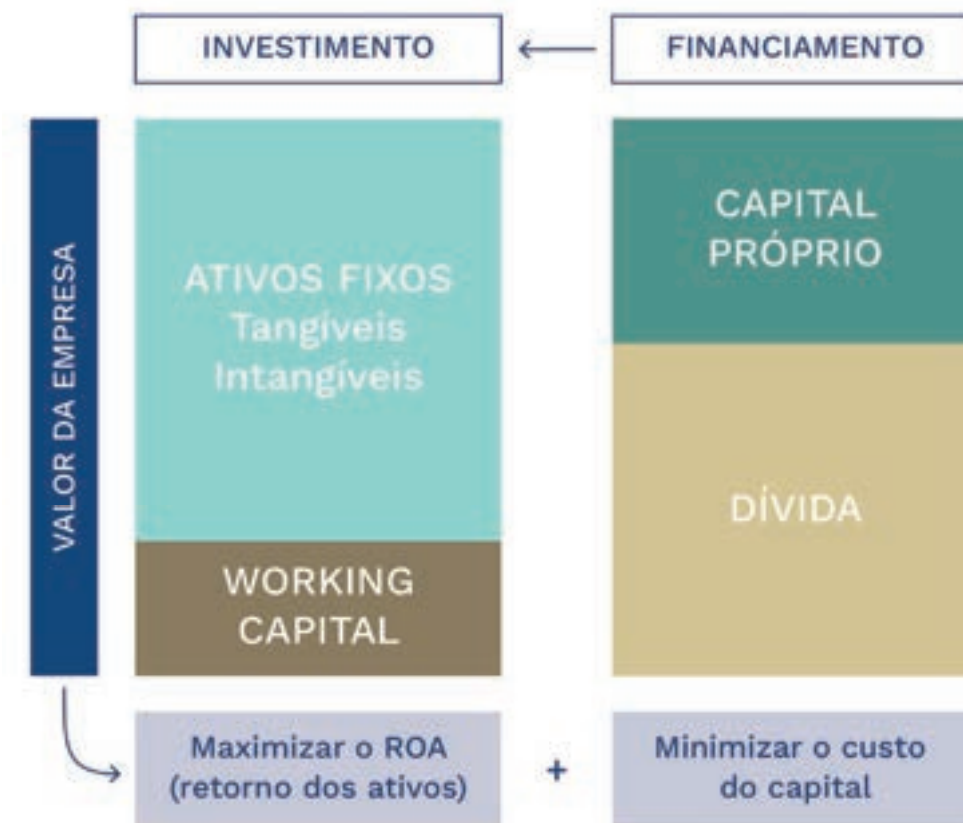 INVESTIMENTO
FINANCIAMENTO
VALOR DA EMPRESA
ATIVOS FIXOS
Tangíveis
Intangíveis
WORKING
CAPITAL
CAPITAL
PRÓPRIO
DÍVIDA
Maximizar o ROA
(retorno dos ativos)
+
Minimizar o custo
do capital